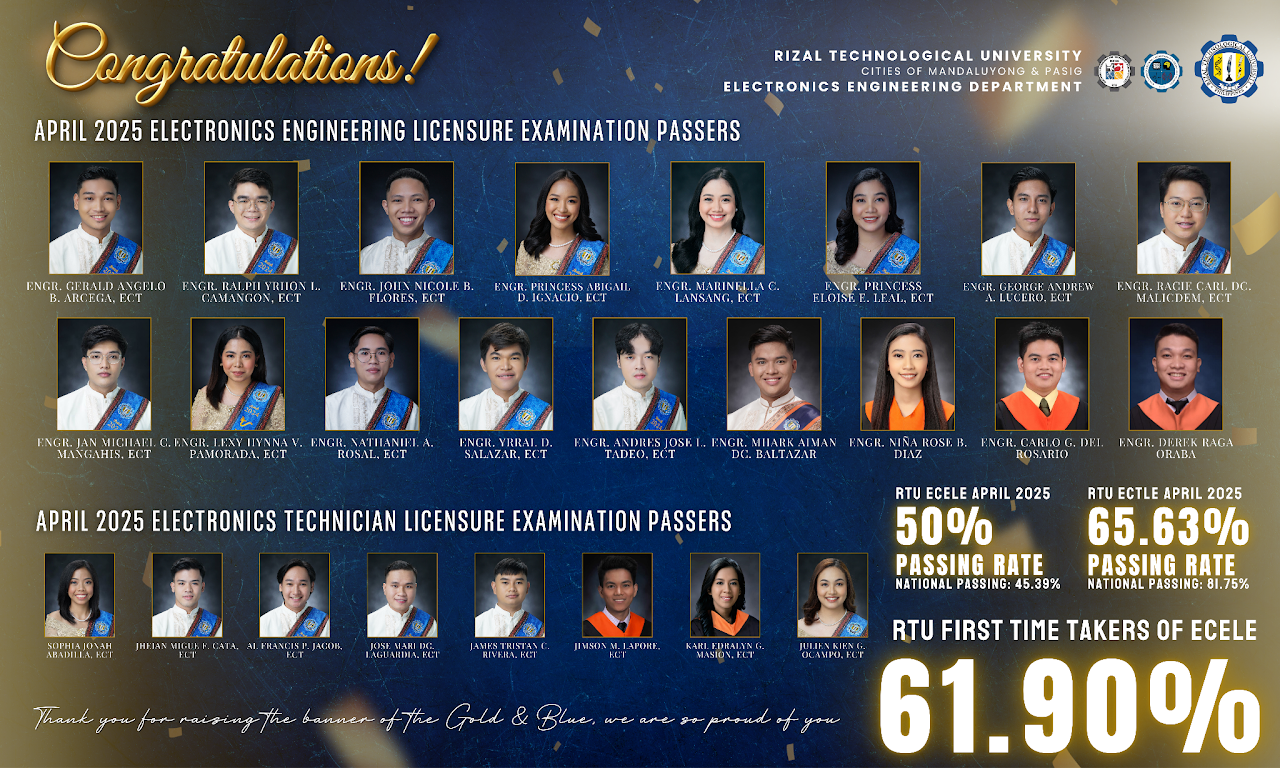 Congratulations!
RIZAL TECHNOLOGICAL UNIVERSITY
CITIES OF MANDALUYONG & PASIG
ELECTRONICS ENGINEERING DEPARTMENT
APRIL 2025 ELECTRONICS ENGINEERING LICENSURE EXAMINATION PASSERS
ENGR. GERALD ANGELO
B. ARCEGA, ECT
ENGR. RALPH YRHON L.
CAMANGON, ECT
ENGR. JOHN NICOLE B.
FLORES, ECT
ENGR. PRINCESS ABIGAIL
D. IGNACIO, ECT
ENGR. MARINELLA C.
LANSANG, ECT
ENGR. PRINCESS
ELOISE E. LEAL, ECT
ENGR. GEORGE ANDREW
A. LUCERO, ECT
ENGR. RACIE CARL DC.
MALICDEM, ECT
ENGR. JAN MICHAEL C.
MANGAHIS, ECT
ENGR. LEXY HYNNA V.
PAMORADA, ECT
ENGR. NATHANIEL A.
ROSAL, ECT
ENGR. YRRAL D.
SALAZAR, ECT
ENGR. ANDRES JOSE L.
TADEO, ECT
ENGR. MHARK AIMAN
DC. BALTAZAR
ENGR. NIÑA ROSE B.
DIAZ
ENGR. CARLO G. DEL
ROSARIO
ENGR. DEREK RAGA
ORABA
RTU ECELE APRIL 2025
50%
PASSING RATE
NATIONAL PASSING: 45.39%
RTU ECTLE APRIL 2025
65.63%
PASSING RATE
NATIONAL PASSING: 81.75%
APRIL 2025 ELECTRONICS TECHNICIAN LICENSURE EXAMINATION PASSERS
SOPHIA JONAH
ABADILLA, ECT
JHEIAN MIGUE F. CATA,
ECT
AL FRANCIS P. JACOB,
ECT
JOSE MARI DC.
LAGUARDIA, ECT
JAMES TRISTAN C.
RIVERA, ECT
JIMSON M. LAPORE,
ECT
KARL EDRALYN G.
MASION, ECT
JULIEN KIEN G.
OCAMPO, ECT
RTU FIRST TIME TAKERS OF ECELE
61.90%
Thank you for raising the banner of the Gold & Blue, we are so proud of you